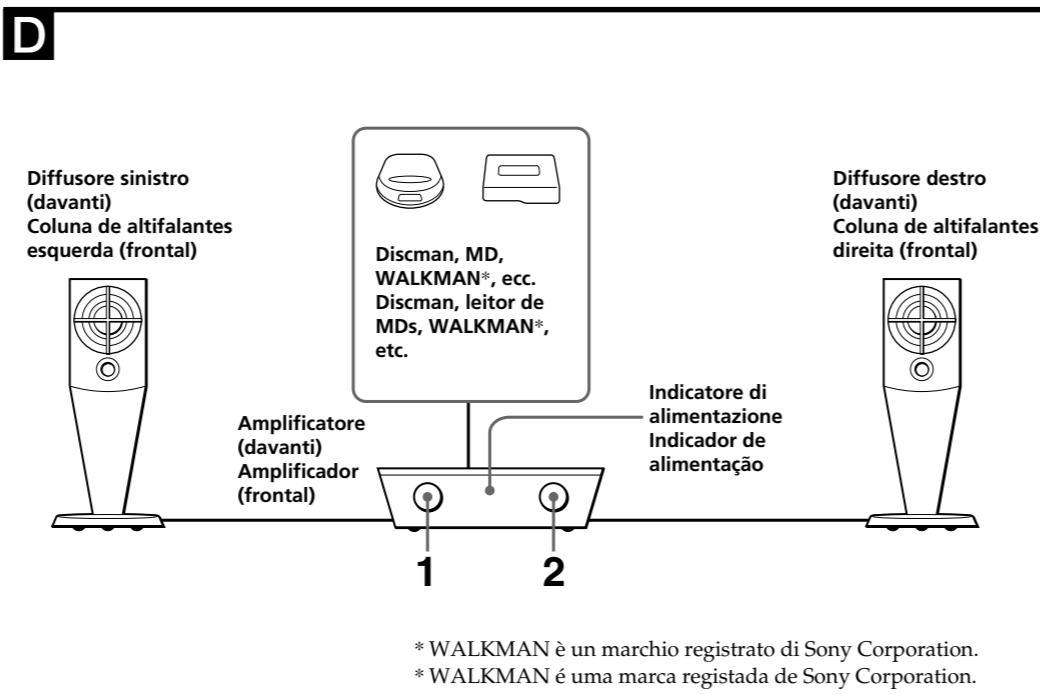 D
Diffusore sinistro
(davanti)
Coluna de altifalantes
esquerda (frontal)
Discman, MD,
WALKMAN*, ecc.
Discman, leitor de
MDs, WALKMAN*,
etc.
Diffusore destro
(davanti)
Coluna de altifalantes
direita (frontal)
Amplificatore
(davanti)
Amplificador
(frontal)
Indicatore di
alimentazione
Indicador de
alimentação
1
2
* WALKMAN è un marchio registrato di Sony Corporation.
* WALKMAN é uma marca registada de Sony Corporation.